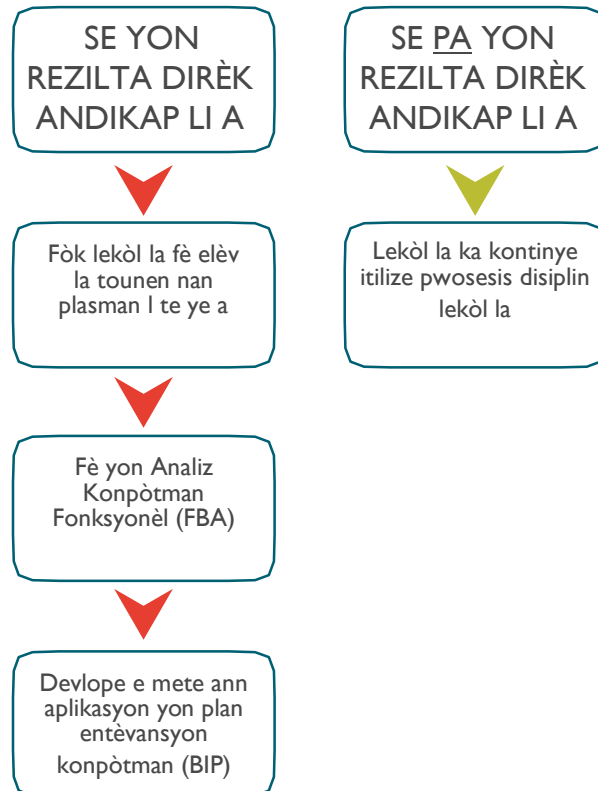 SE YON
REZILTA DIRÈK
ANDIKAP LI A
Fòk lekòl la fè elèv
la tounen nan
plasman l te ye a
Fè yon Analiz
Konpòtman
Fonksyonèl (FBA)
Devlope e mete ann
aplikasyon yon plan
entèvansyon
konpòtman (BIP)
SE PA YON
REZILTA DIRÈK
ANDIKAP LI A
Lekòl la ka kontinye
itilize pwosesis disiplin
lekòl la